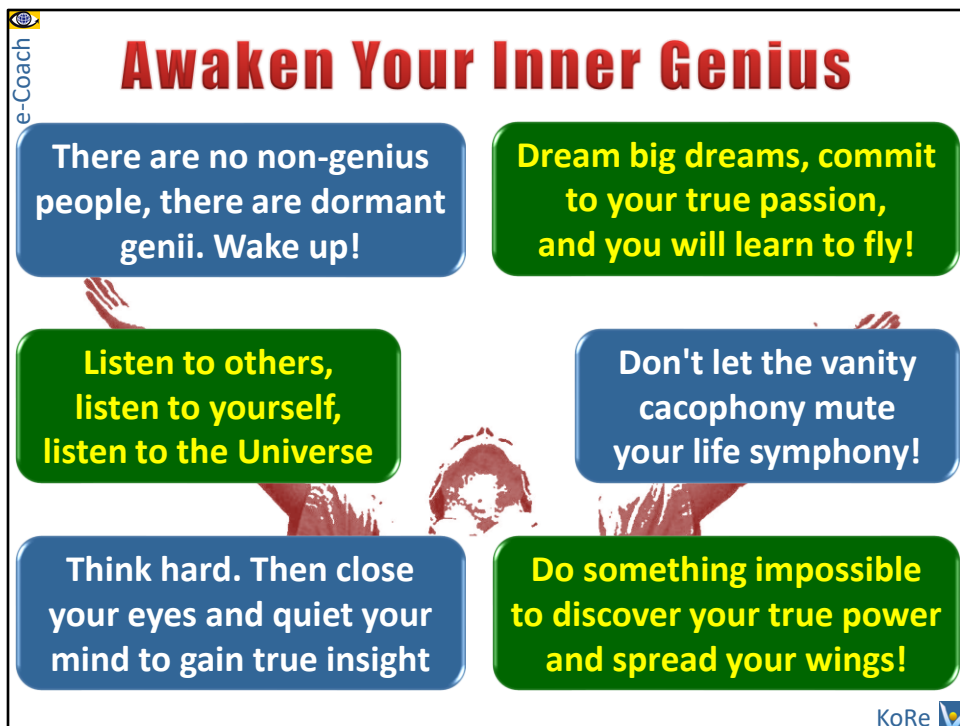 e-Coach
Awaken Your Inner Genius
There are no non-genius
people, there are dormant
genii. Wake up!
Dream big dreams, commit
to your true passion,
and you will learn to fly!
Listen to others,
listen to yourself,
listen to the Universe
Don't let the vanity
cacophony mute
your life symphony!
Think hard. Then close
your eyes and quiet your
mind to gain true insight
Do something impossible
to discover your true power
and spread your wings!
KoRe